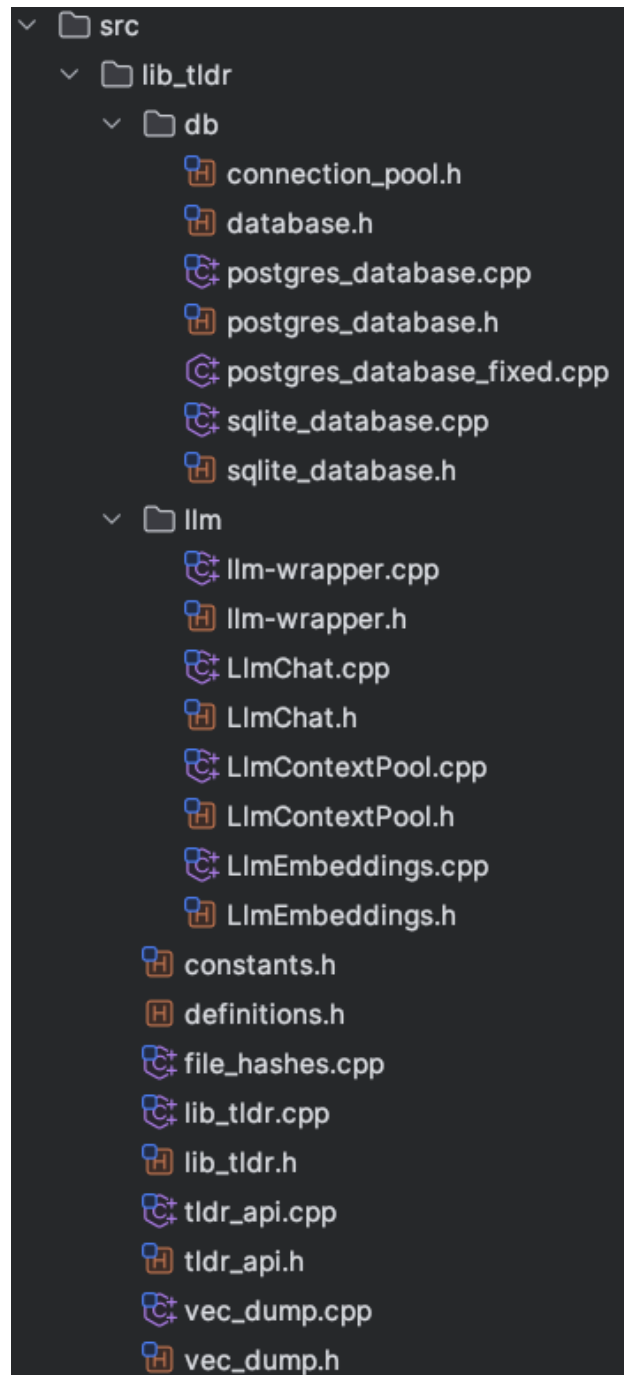 src
lib_tldr
db
connection_pool.h
database.h
postgres_database.cpp
postgres_database.h
postgres_database_fixed.cpp
sqlite_database.cpp
sqlite_database.h
llm
llm-wrapper.cpp
llm-wrapper.h
LlmChat.cpp
LlmChat.h
LlmContextPool.cpp
LlmContextPool.h
LlmEmbeddings.cpp
LlmEmbeddings.h
constants.h
definitions.h
file_hashes.cpp
lib_tldr.cpp
lib_tldr.h
tldr_api.cpp
tldr_api.h
vec_dump.cpp
vec_dump.h